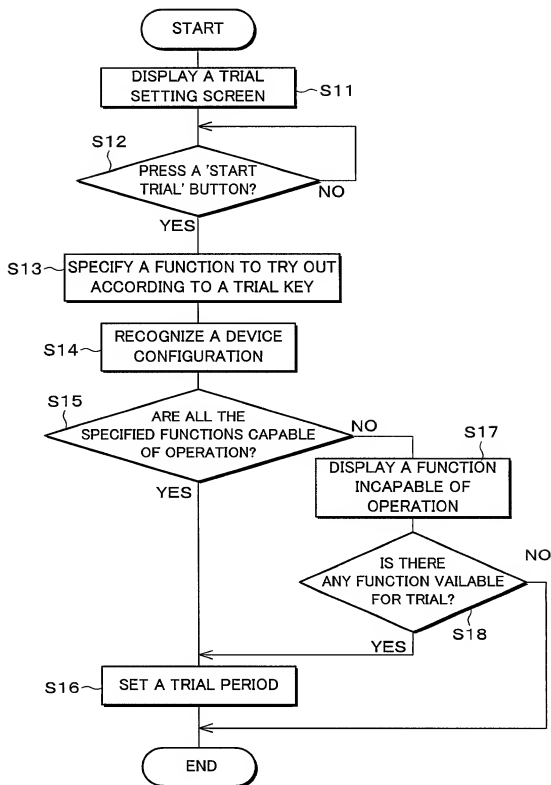 START
DISPLAY A TRIAL
SETTING SCREEN
S11
S12
PRESS A 'START
TRIAL' BUTTON?
NO
YES
S13
SPECIFY A FUNCTION TO TRY OUT
ACCORDING TO A TRIAL KEY
S14
RECOGNIZE A DEVICE
CONFIGURATION
S15
ARE ALL THE
SPECIFIED FUNCTIONS CAPABLE
OF OPERATION?
NO
YES
S17
DISPLAY A FUNCTION
INCAPABLE OF
OPERATION
IS THERE
ANY FUNCTION VAILABLE
FOR TRIAL?
NO
S18
YES
S16
SET A TRIAL PERIOD
END